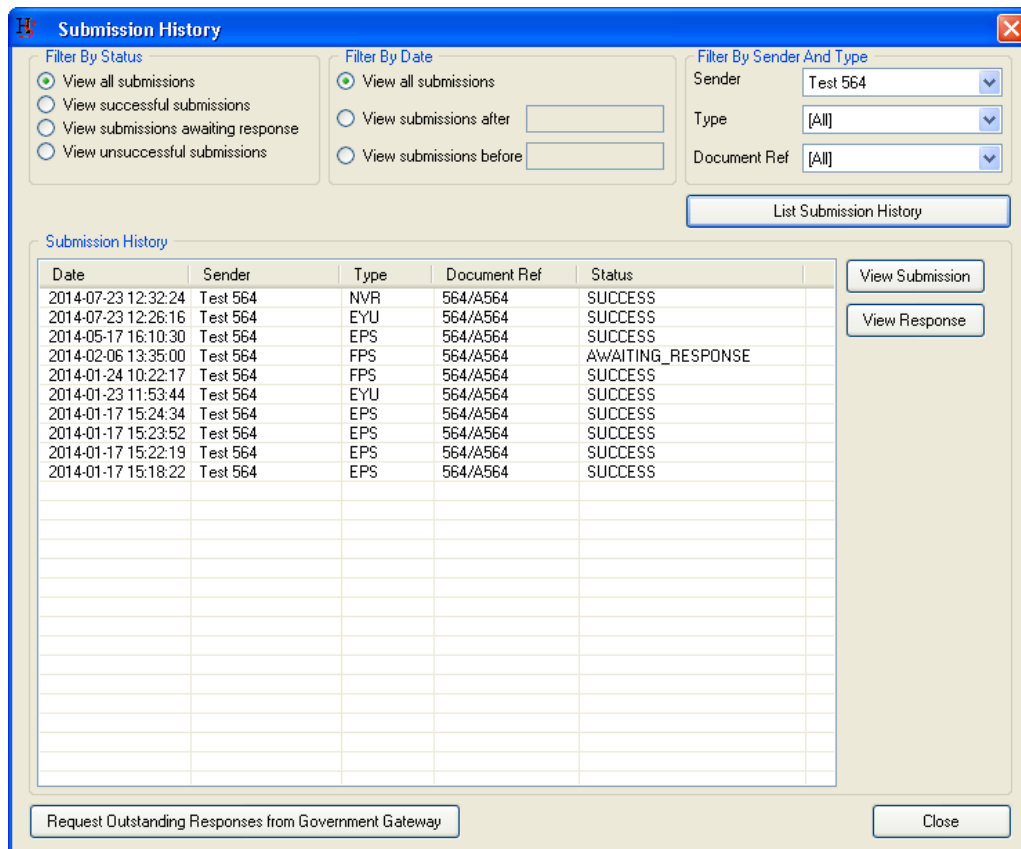 Submission History
Filter By Status
View all submissions
View successful submissions
View submissions awaiting response
View unsuccessful submissions
Filter By Date
View all submissions
View submissions after
View submissions before
Filter By Sender And Type
Sender Test 564
Type [All]
Document Ref [All]
List Submission History
Submission History
Date Sender Type Document Ref Status
2014-07-23 12:32:24 Test 564 NVR 564/A564 SUCCESS
2014-07-23 12:26:16 Test 564 EYU 564/A564 SUCCESS
2014-05-17 16:10:30 Test 564 EPS 564/A564 SUCCESS
2014-02-06 13:35:00 Test 564 FPS 564/A564 AWAITING_RESPONSE
2014-01-24 10:22:17 Test 564 FPS 564/A564 SUCCESS
2014-01-23 11:53:44 Test 564 EYU 564/A564 SUCCESS
2014-01-17 15:24:34 Test 564 EPS 564/A564 SUCCESS
2014-01-17 15:23:52 Test 564 EPS 564/A564 SUCCESS
2014-01-17 15:22:19 Test 564 EPS 564/A564 SUCCESS
2014-01-17 15:18:22 Test 564 EPS 564/A564 SUCCESS
View Submission
View Response
Request Outstanding Responses from Government Gateway
Close